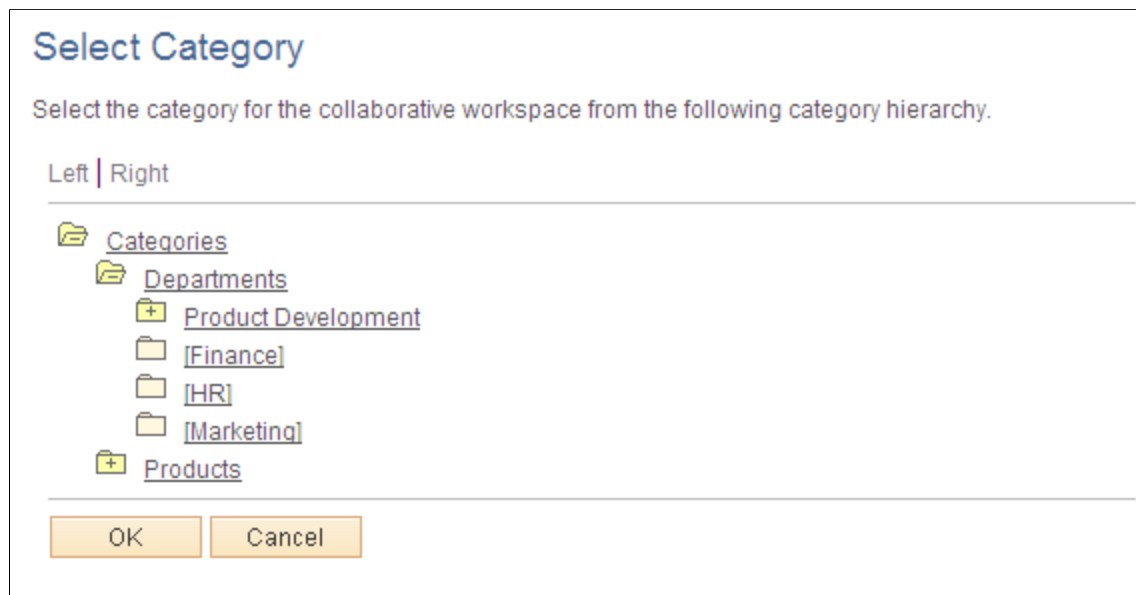 Select Category
Select the category for the collaborative workspace from the following category hierarchy.
Left | Right
Categories
Departments
Product Development
[Finance]
[HR]
[Marketing]
Products
OK Cancel